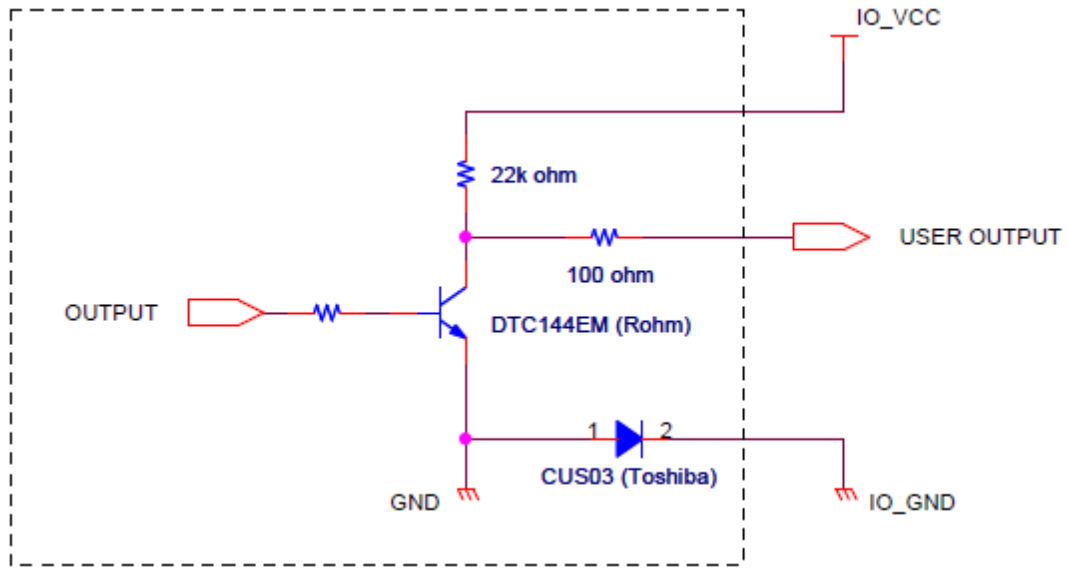 IO_VCC
22k ohm
USER OUTPUT
100 ohm
OUTPUT
DTC144EM (Rohm)
1 2
CUS03 (Toshiba)
GND
IO_GND